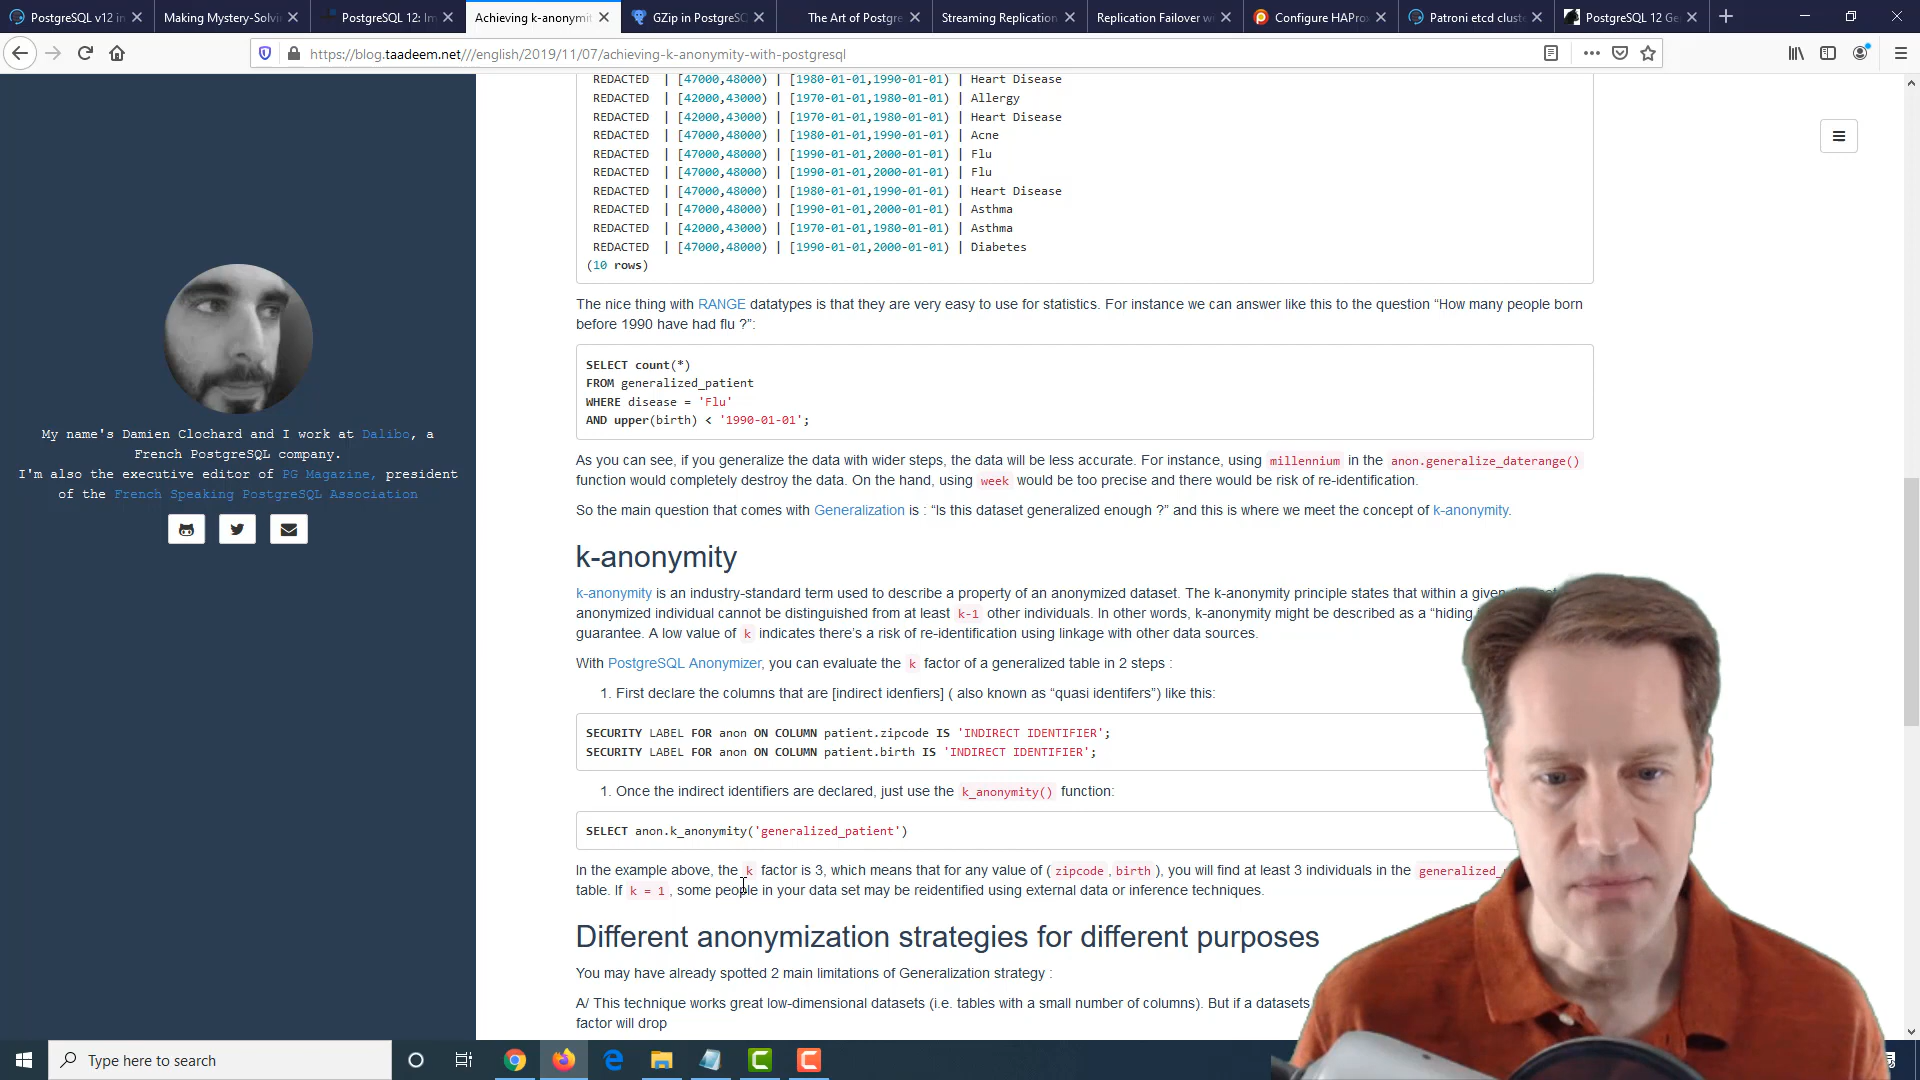 PostgreSQL v12 in
Making Mystery-Solvi
PostgreSQL 12: Im
Achieving k-anonymit
GZip in PostgreSQ
The Art of Postgre
Streaming Replication
Replication Failover w
Configure HAProx
Patroni etcd cluste
PostgreSQL 12 Ge
https://blog.taadeem.net///english/2019/11/07/achieving-k-anonymity-with-postgresql
REDACTED | [47000,48000) | [1980-01-01,1990-01-01) | Heart Disease
REDACTED | [42000,43000) | [1970-01-01,1980-01-01) | Allergy
REDACTED | [42000,43000) | [1970-01-01,1980-01-01) | Heart Disease
REDACTED | [47000,48000) | [1980-01-01,1990-01-01) | Acne
REDACTED | [47000,48000) | [1990-01-01,2000-01-01) | Flu
REDACTED | [47000,48000) | [1990-01-01,2000-01-01) | Flu
REDACTED | [47000,48000) | [1980-01-01,1990-01-01) | Heart Disease
REDACTED | [47000,48000) | [1990-01-01,2000-01-01) | Asthma
REDACTED | [42000,43000) | [1970-01-01,1980-01-01) | Asthma
REDACTED | [47000,48000) | [1990-01-01,2000-01-01) | Diabetes
(10 rows)
My name's Damien Clochard and I work at Dalibo, a
French PostgreSQL company.
I'm also the executive editor of PG Magazine, president
of the French Speaking PostgreSQL Association
The nice thing with RANGE datatypes is that they are very easy to use for statistics. For instance we can answer like this to the question “How many people born
before 1990 have had flu ?”:
SELECT count(*)
FROM generalized_patient
WHERE disease = 'Flu'
AND upper(birth) < '1990-01-01';
As you can see, if you generalize the data with wider steps, the data will be less accurate. For instance, using millennium in the anon.generalize_daterange()
function would completely destroy the data. On the hand, using week would be too precise and there would be risk of re-identification.
So the main question that comes with Generalization is : “Is this dataset generalized enough ?” and this is where we meet the concept of k-anonymity.
k-anonymity
k-anonymity is an industry-standard term used to describe a property of an anonymized dataset. The k-anonymity principle states that within a given
anonymized individual cannot be distinguished from at least k-1 other individuals. In other words, k-anonymity might be described as a “hiding
guarantee. A low value of k indicates there’s a risk of re-identification using linkage with other data sources.
With PostgreSQL Anonymizer, you can evaluate the k factor of a generalized table in 2 steps :
1. First declare the columns that are [indirect idenfiers] ( also known as “quasi identifers”) like this:
SECURITY LABEL FOR anon ON COLUMN patient.zipcode IS 'INDIRECT IDENTIFIER';
SECURITY LABEL FOR anon ON COLUMN patient.birth IS 'INDIRECT IDENTIFIER';
1. Once the indirect identifiers are declared, just use the k_anonymity() function:
SELECT anon.k_anonymity('generalized_patient')
In the example above, the k factor is 3, which means that for any value of ( zipcode , birth ), you will find at least 3 individuals in the generalized_
table. If k = 1 , some people in your data set may be reidentified using external data or inference techniques.
Different anonymization strategies for different purposes
You may have already spotted 2 main limitations of Generalization strategy :
A/ This technique works great low-dimensional datasets (i.e. tables with a small number of columns). But if a datasets
factor will drop
Type here to search